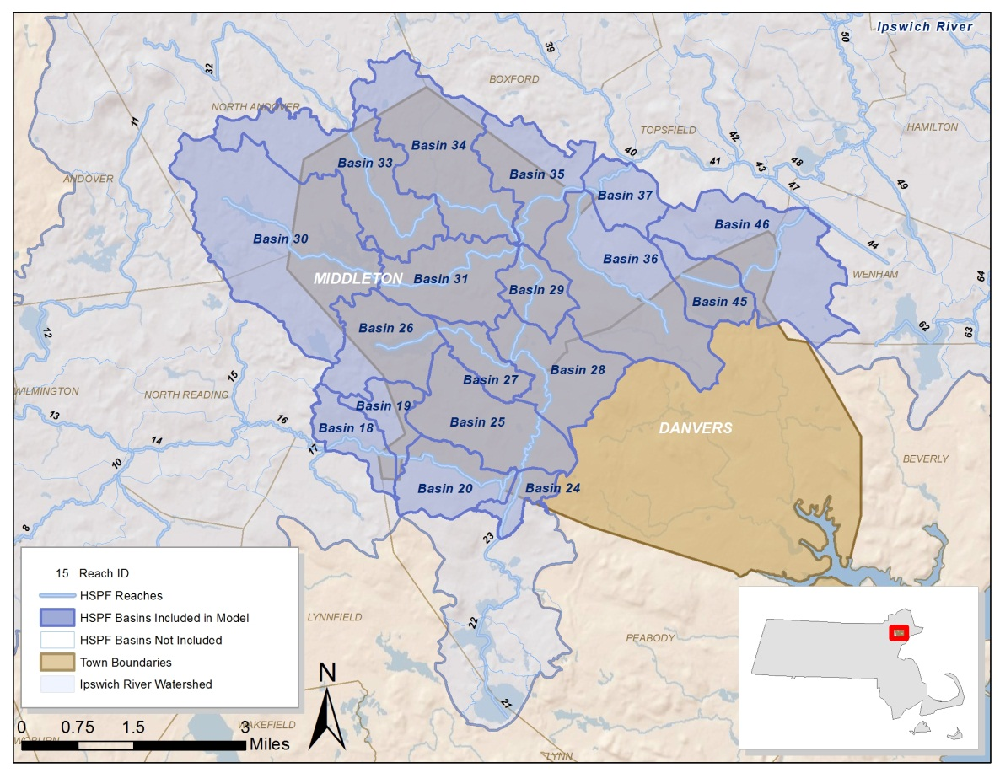 Ipswich River
50
39
32
BOXFORD
NORTH ANDOVER
11
TOPSFIELD
HAMILTON
42
Basin 34
40
41
43
48
Basin 33
Basin 35
ANDOVER
47
49
Basin 37
Basin 46
Basin 30
44
Basin 36
WENHAM
64
MIDDLETON
Basin 31
Basin 29
Basin 45
12
Basin 26
62
63
15
Basin 28
Basin 27
WILMINGTON
NORTH READING
Basin 19
13
16
Basin 25
Basin 18
DANVERS
14
17
10
BEVERLY
Basin 20
Basin 24
8
23
15 Reach ID
HSPF Reaches
HSPF Basins Included in Model
HSPF Basins Not Included
Town Boundaries
Ipswich River Watershed
LYNNFIELD
22
PEABODY
N
21
0 0.75 1.5 3
Miles
WAKEFIELD
WOBURN
LYNN